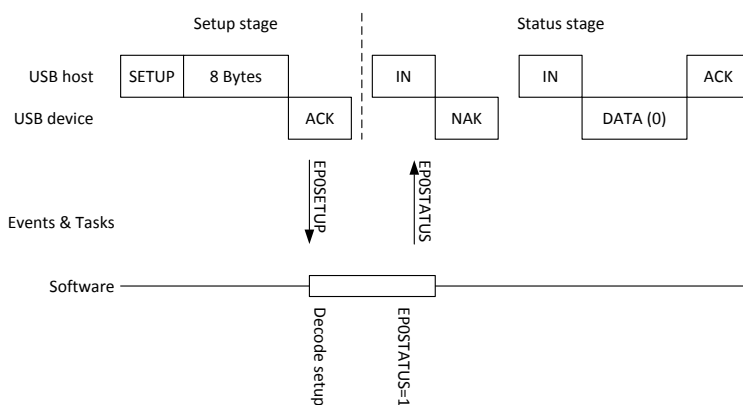 Setup stage
Status stage
USB host
SETUP
8 Bytes
IN
IN
ACK
USB device
ACK
NAK
DATA (0)
EP0SETUP
EP0STATUS
Events & Tasks
Software
Decode setup
EP0STATUS=1